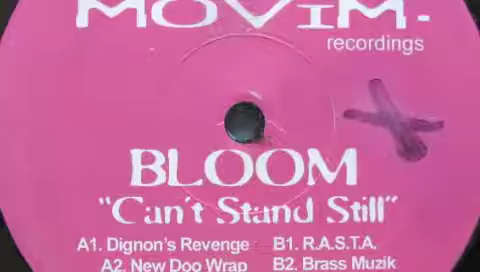 MOViM.
recordings
BLOOM
"Can't Stand Still"
A1. Dignon's Revenge B1. R.A.S.T.A.
A2. New Doo Wrap B2. Brass Muzik